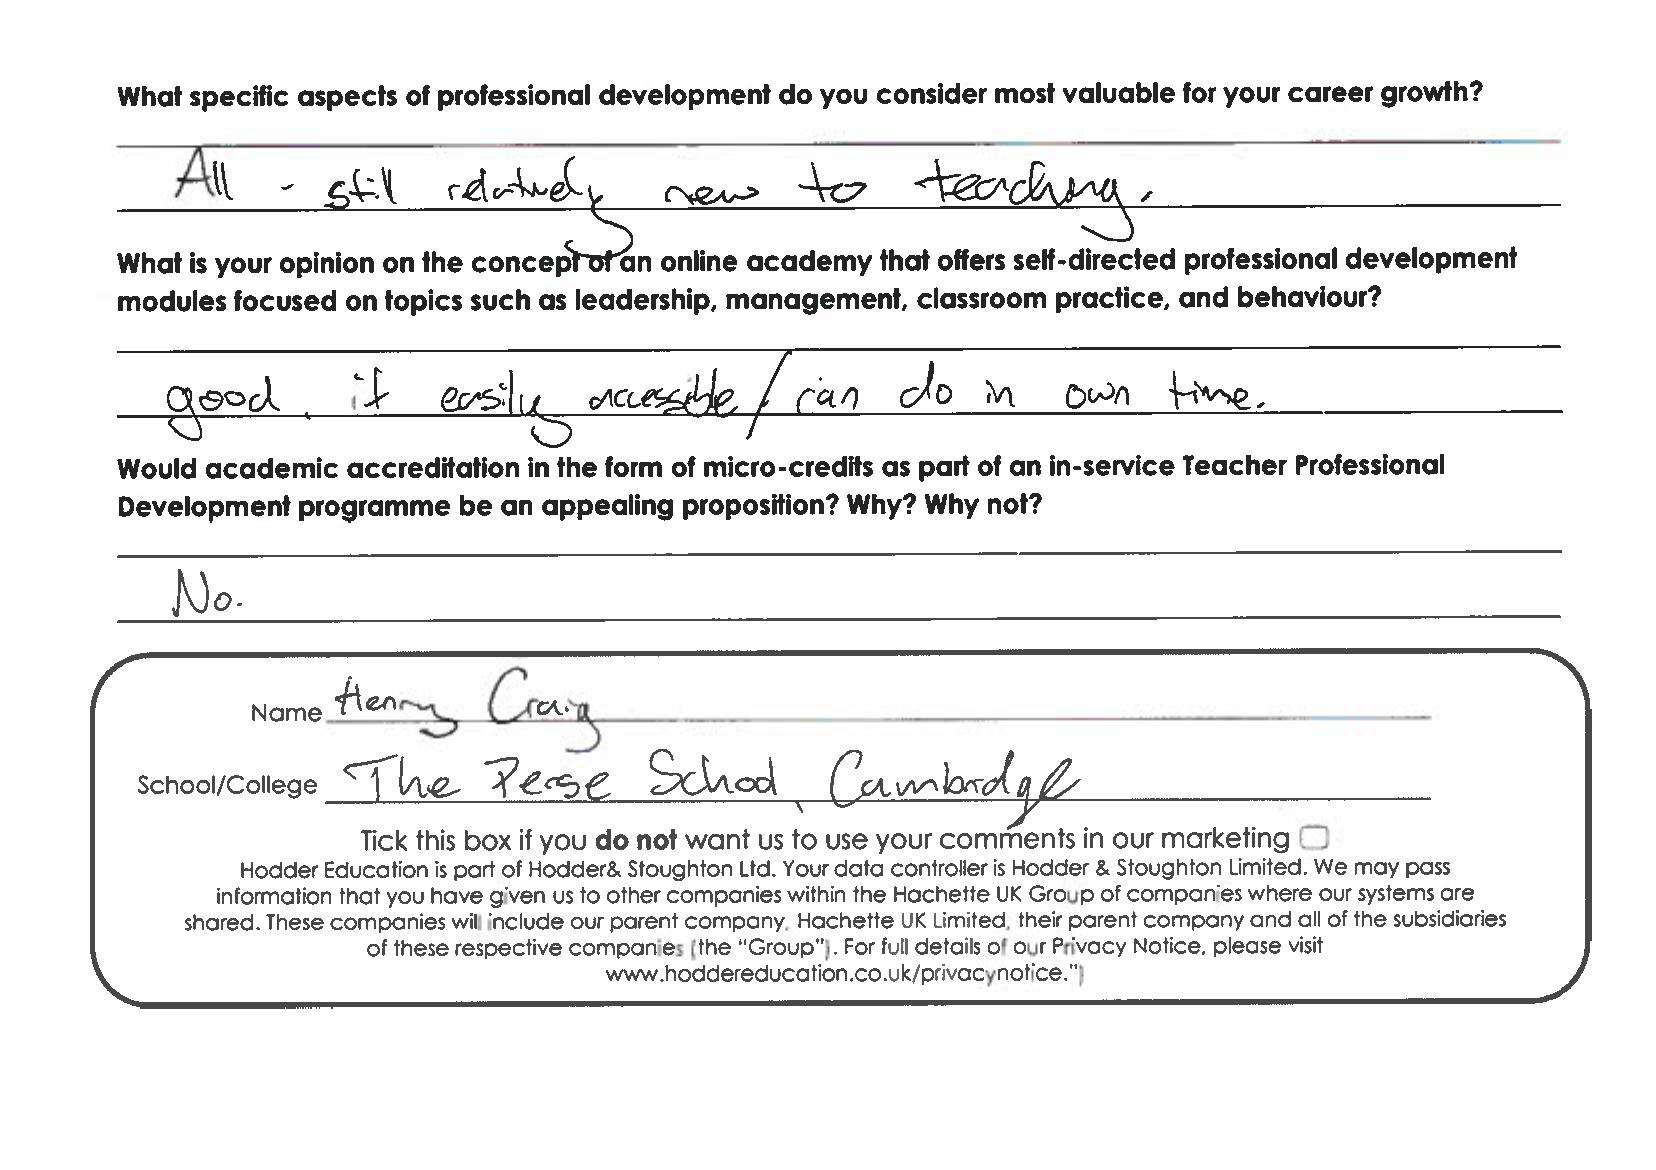 What specific aspects of professional development do you consider most valuable for your career growth?
All - still relatively new to teaching.
What is your opinion on the concept of an online academy that offers self-directed professional development
modules focused on topics such as leadership, management, classroom practice, and behaviour?
good, if easily accessible / can do in own time.
Would academic accreditation in the form of micro-credits as part of an in-service Teacher Professional
Development programme be an appealing proposition? Why? Why not?
No.
Name Henry Craig
School/College The Perse School, Cambridge
Tick this box if you do not want us to use your comments in our marketing
Hodder Education is part of Hodder& Stoughton Ltd. Your data controller is Hodder & Stoughton Limited. We may pass
information that you have given us to other companies within the Hachette UK Group of companies where our systems are
shared. These companies will include our parent company, Hachette UK Limited, their parent company and all of the subsidiaries
of these respective companies (the "Group"). For full details of our Privacy Notice, please visit
www.hoddereducation.co.uk/privacynotice.")